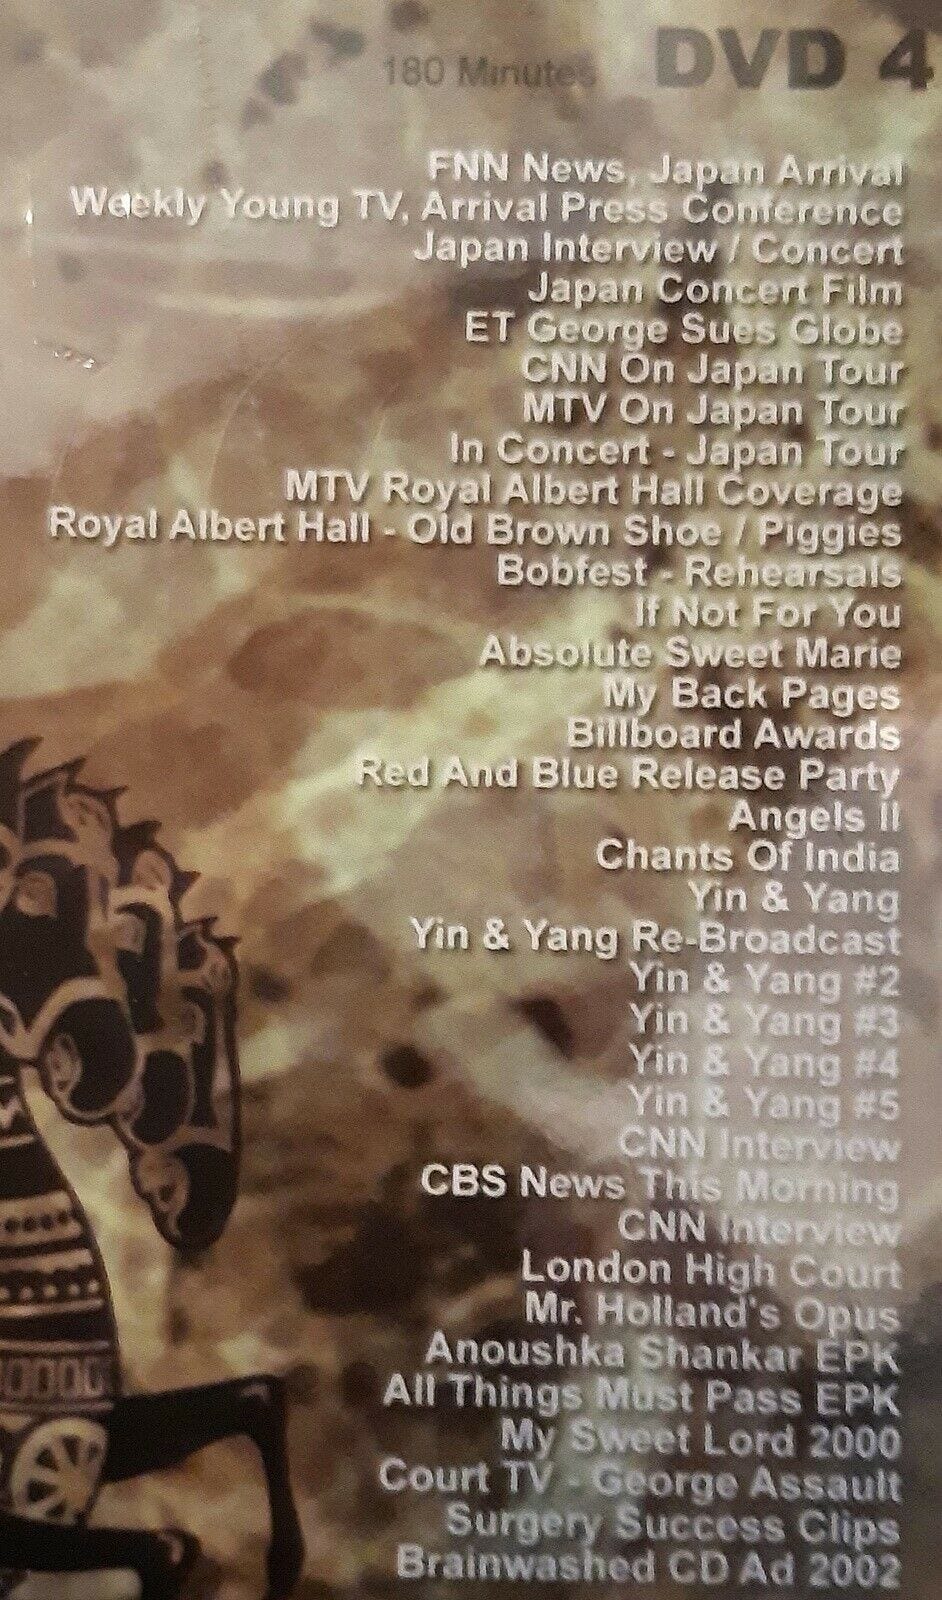 180 Minutes DVD 4
FNN News, Japan Arrival
Weekly Young TV, Arrival Press Conference
Japan Interview / Concert
Japan Concert Film
ET George Sues Globe
CNN On Japan Tour
MTV On Japan Tour
In Concert - Japan Tour
MTV Royal Albert Hall Coverage
Royal Albert Hall - Old Brown Shoe / Piggies
Bobfest - Rehearsals
If Not For You
Absolute Sweet Marie
My Back Pages
Billboard Awards
Red And Blue Release Party
Angels II
Chants Of India
Yin & Yang
Yin & Yang Re-Broadcast
Yin & Yang #2
Yin & Yang #3
Yin & Yang #4
Yin & Yang #5
CNN Interview
CBS News This Morning
CNN Interview
London High Court
Mr. Holland's Opus
Anoushka Shankar EPK
All Things Must Pass EPK
My Sweet Lord 2000
Court TV - George Assault
Surgery Success Clips
Brainwashed CD Ad 2002